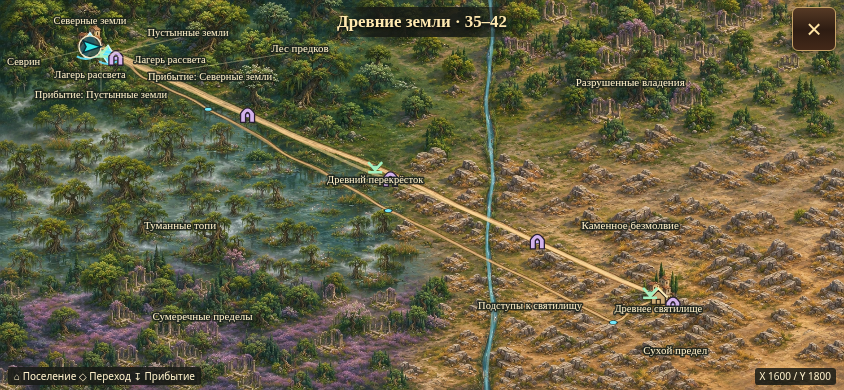 Древние земли · 35–42
Северные земли
Пустынные земли
Лес предков
Севрин
Лагерь рассвета
Лагерь рассвета
Прибытие: Северные земли
Прибытие: Пустынные земли
Разрушенные владения
Древний перекрёсток
Туманные топи
Каменное безмолвие
Подступы к святилищу
Древнее святилище
Сумеречные пределы
Сухой предел
⌂ Поселение ◇ Переход ↧ Прибытие
X 1600 / Y 1800